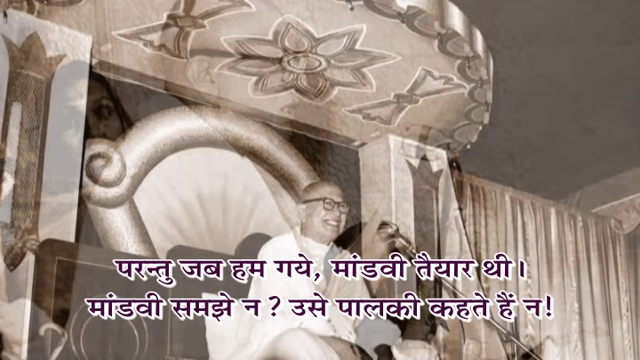 परन्तु जब हम गये, मांडवी तैयार थी।
मांडवी समझे न? उसे पालकी कहते हैं न!